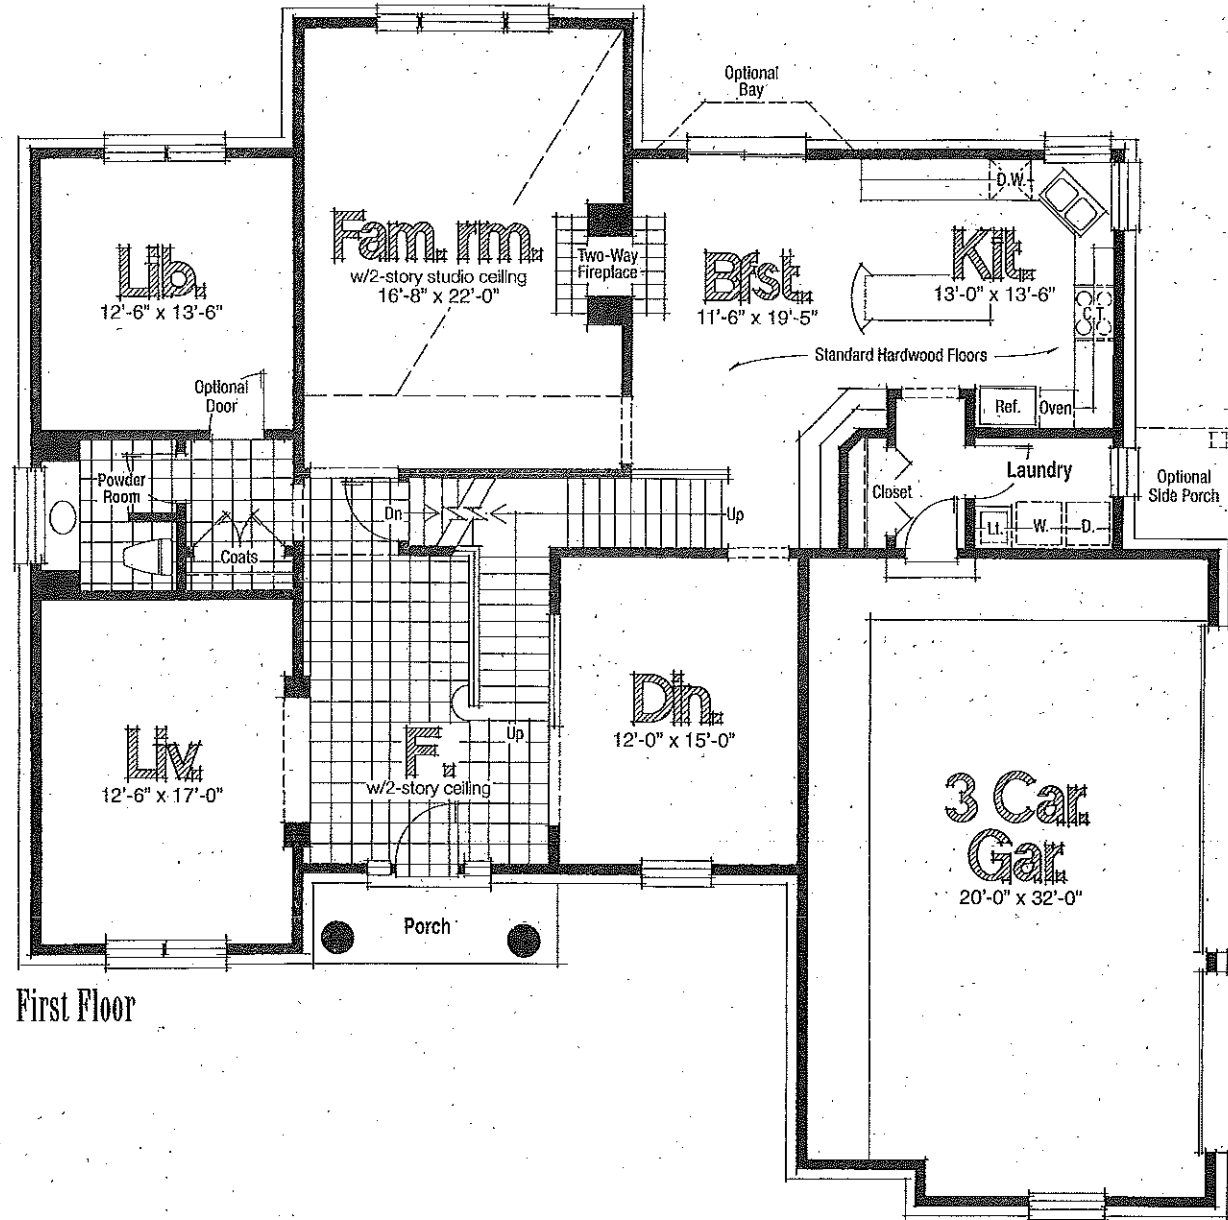 Optional
Bay
Fam. rm.
w/2-story studio ceiling
16'-8" x 22'-0"
Two-Way
Fireplace
Lib.
12'-6" x 13'-6"
Brst.
11'-6" x 19'-5"
D.W.
Kit.
13'-0" x 13'-6"
C.T.
Standard Hardwood Floors
Optional
Door
Ref.
Oven
Powder
Room
Coats
Dn
Up
Closet
Laundry
Lt
W.
D.
Optional
Side Porch
Liv.
12'-6" x 17'-0"
F.
w/2-story ceiling
Up
Din.
12'-0" x 15'-0"
3 Car
Gar.
20'-0" x 32'-0"
Porch
First Floor